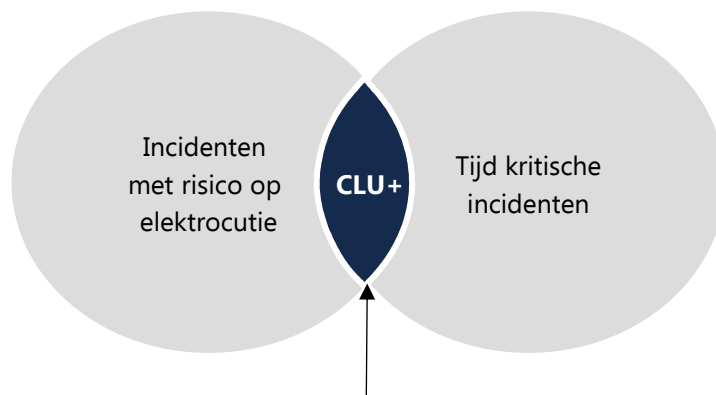 Incidenten
met risico op
elektrocutie
CLU+
Tijd kritische
incidenten